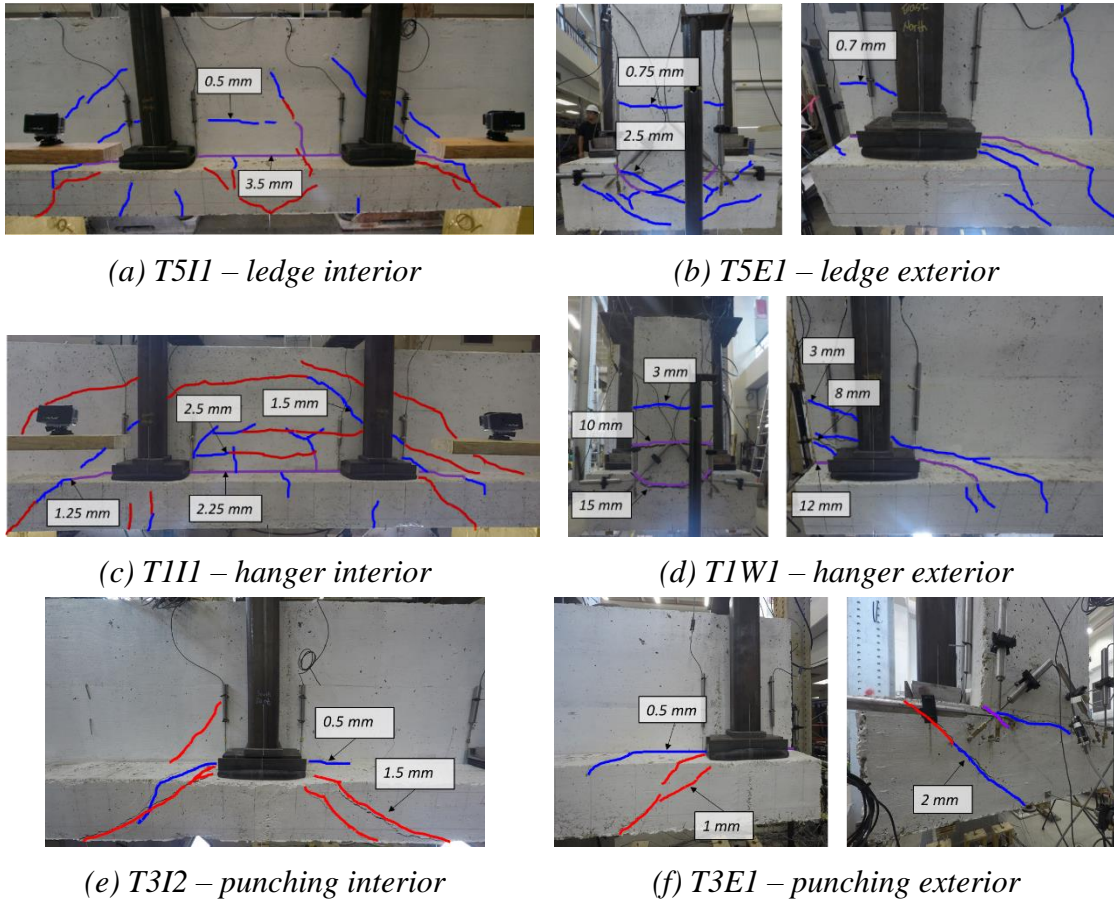 East
North
0.5 mm
3.5 mm
0.75 mm
2.5 mm
0.7 mm
(a) T5I1 – ledge interior
(b) T5E1 – ledge exterior
2.5 mm
1.5 mm
1.25 mm
2.25 mm
3 mm
10 mm
15 mm
3 mm
8 mm
12 mm
(c) T1I1 – hanger interior
(d) T1W1 – hanger exterior
0.5 mm
1.5 mm
0.5 mm
1 mm
2 mm
(e) T3I2 – punching interior
(f) T3E1 – punching exterior